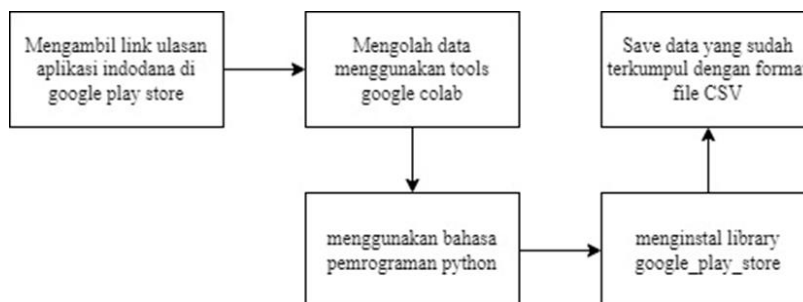 Mengambil link ulasan
aplikasi indodana di
google play store
Mengolah data
menggunakan tools
google colab
menggunakan bahasa
pemrograman python
menginstal library
google_play_store
Save data yang sudah
terkumpul dengan format
file CSV